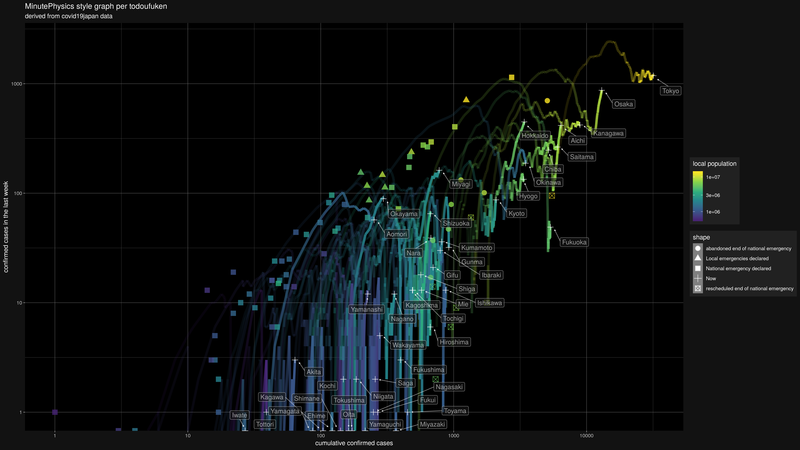 MinutePhysics style graph per todoufuken
derived from covid19japan data
confirmed cases in the last week
1000
100
10
1
Tokyo
Osaka
Kanagawa
Hokkaido
Aichi
Saitama
Chiba
Okinawa
Miyagi
Hyogo
Kyoto
Okayama
Shizuoka
Aomori
Fukuoka
Nara
Kumamoto
Gunma
Ibaraki
Gifu
Shiga
Ishikawa
Mie
Kagoshima
Yamanashi
Nagano
Tochigi
Wakayama
Hiroshima
Akita
Fukushima
Kochi
Saga
Nagasaki
Kagawa
Shimane
Tokushima
Niigata
Fukui
Iwate
Yamagata
Ehime
Oita
Toyama
Tottori
Yamaguchi
Miyazaki
1
10
100
1000
10000
cumulative confirmed cases
local population
1e+07
3e+06
1e+06
shape
abandoned end of national emergency
Local emergencies declared
National emergency declared
Now
rescheduled end of national emergency